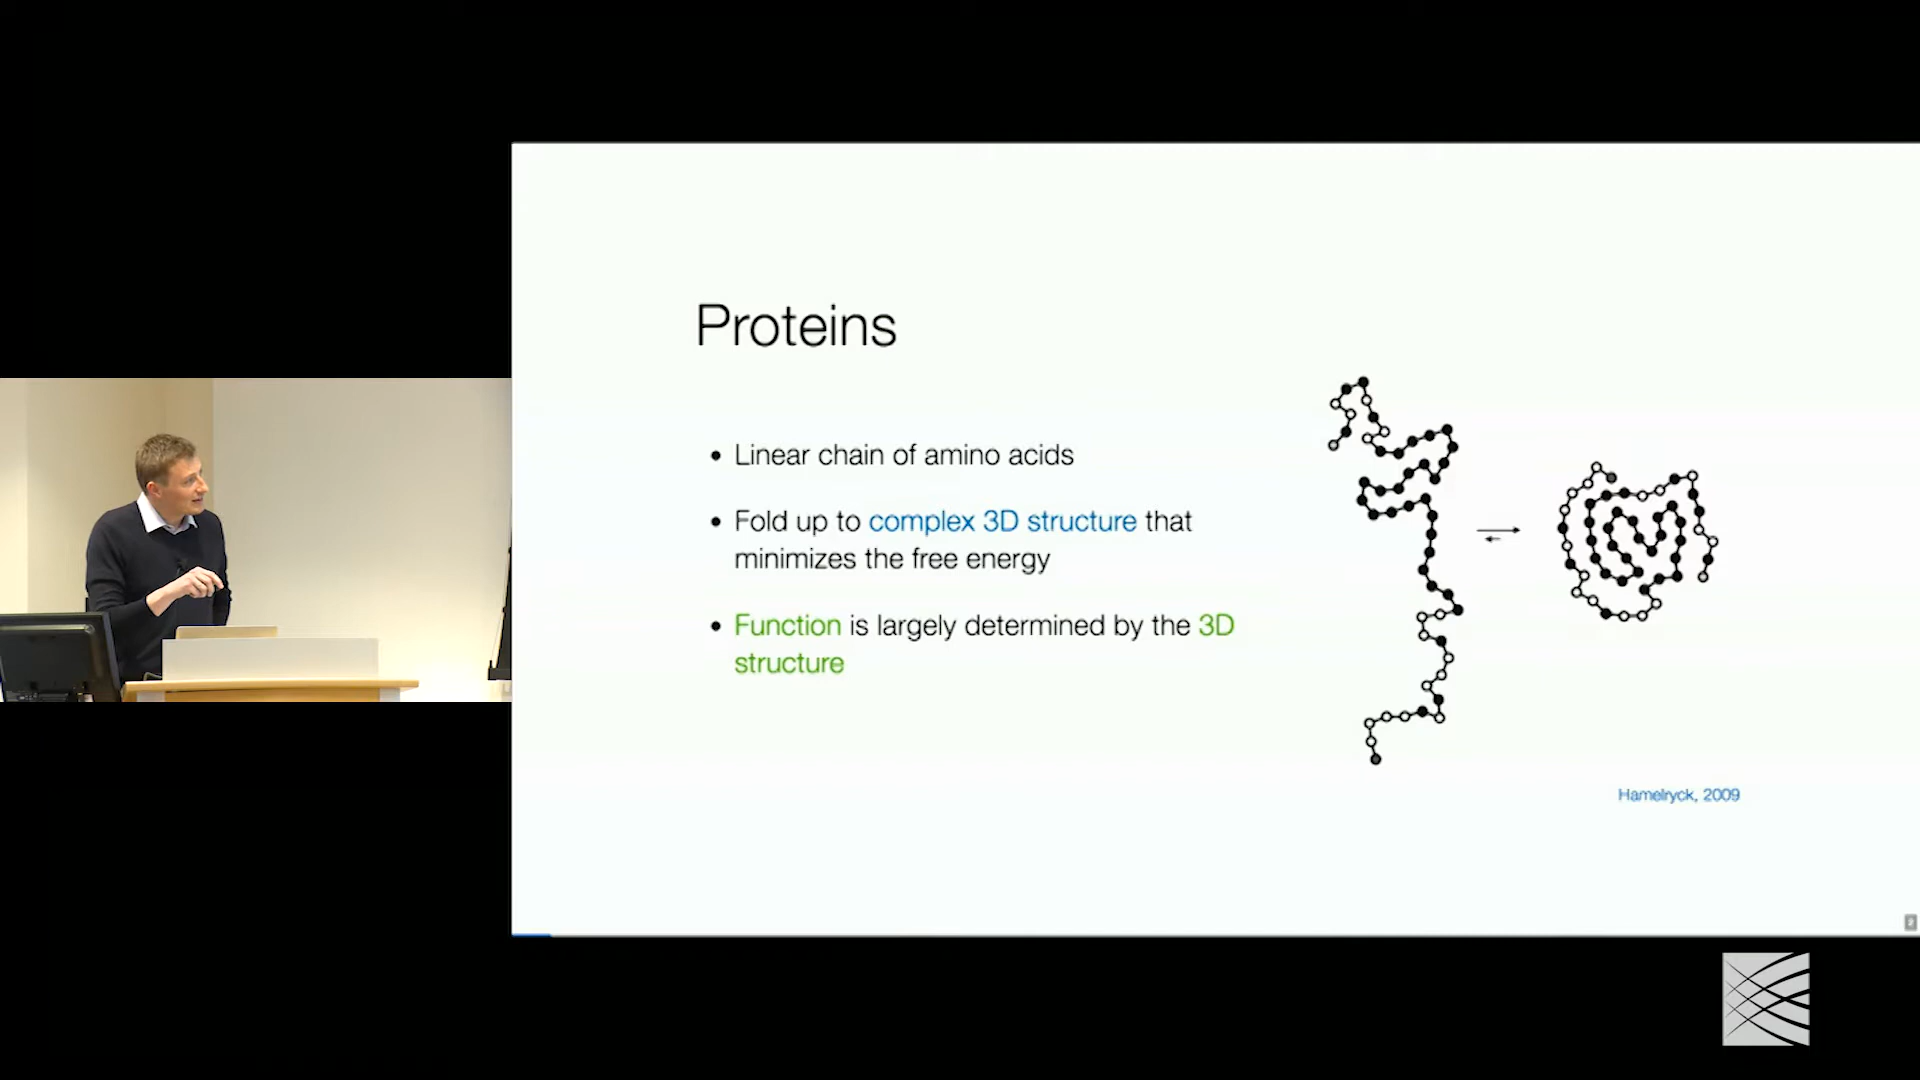 Proteins
• Linear chain of amino acids
• Fold up to complex 3D structure that
minimizes the free energy
• Function is largely determined by the 3D
structure
Hamelryck, 2009
2